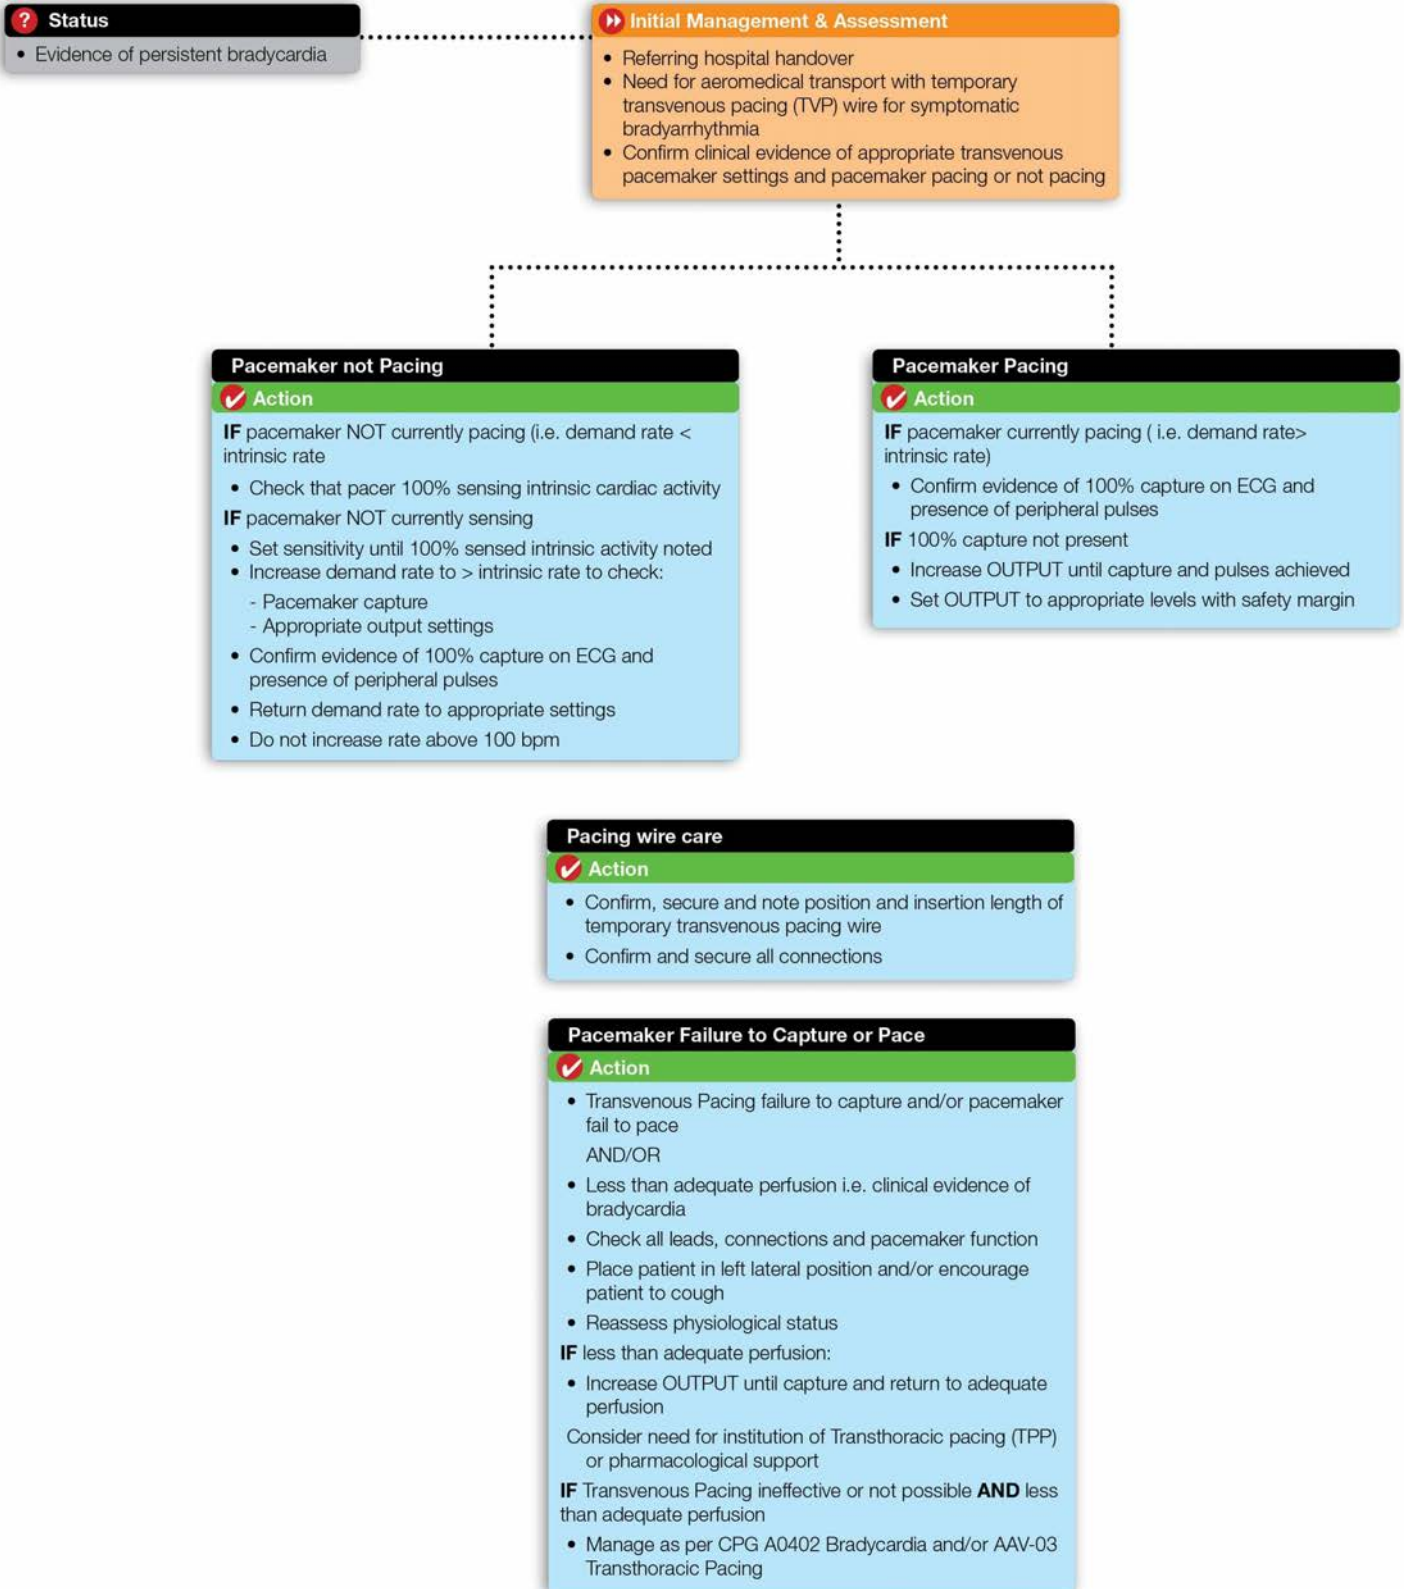 Status
• Evidence of persistent bradycardia
Initial Management & Assessment
• Referring hospital handover
• Need for aeromedical transport with temporary
transvenous pacing (TVP) wire for symptomatic
bradyarrhythmia
• Confirm clinical evidence of appropriate transvenous
pacemaker settings and pacemaker pacing or not pacing
Pacemaker not Pacing
Action
IF pacemaker NOT currently pacing (i.e. demand rate <
intrinsic rate
• Check that pacer 100% sensing intrinsic cardiac activity
IF pacemaker NOT currently sensing
• Set sensitivity until 100% sensed intrinsic activity noted
• Increase demand rate to > intrinsic rate to check:
- Pacemaker capture
- Appropriate output settings
• Confirm evidence of 100% capture on ECG and
presence of peripheral pulses
• Return demand rate to appropriate settings
• Do not increase rate above 100 bpm
Pacemaker Pacing
Action
IF pacemaker currently pacing ( i.e. demand rate>
intrinsic rate)
• Confirm evidence of 100% capture on ECG and
presence of peripheral pulses
IF 100% capture not present
• Increase OUTPUT until capture and pulses achieved
• Set OUTPUT to appropriate levels with safety margin
Pacing wire care
Action
• Confirm, secure and note position and insertion length of
temporary transvenous pacing wire
• Confirm and secure all connections
Pacemaker Failure to Capture or Pace
Action
• Transvenous Pacing failure to capture and/or pacemaker
fail to pace
AND/OR
• Less than adequate perfusion i.e. clinical evidence of
bradycardia
• Check all leads, connections and pacemaker function
• Place patient in left lateral position and/or encourage
patient to cough
• Reassess physiological status
IF less than adequate perfusion:
• Increase OUTPUT until capture and return to adequate
perfusion
Consider need for institution of Transthoracic pacing (TPP)
or pharmacological support
IF Transvenous Pacing ineffective or not possible AND less
than adequate perfusion
• Manage as per CPG A0402 Bradycardia and/or AAV-03
Transthoracic Pacing